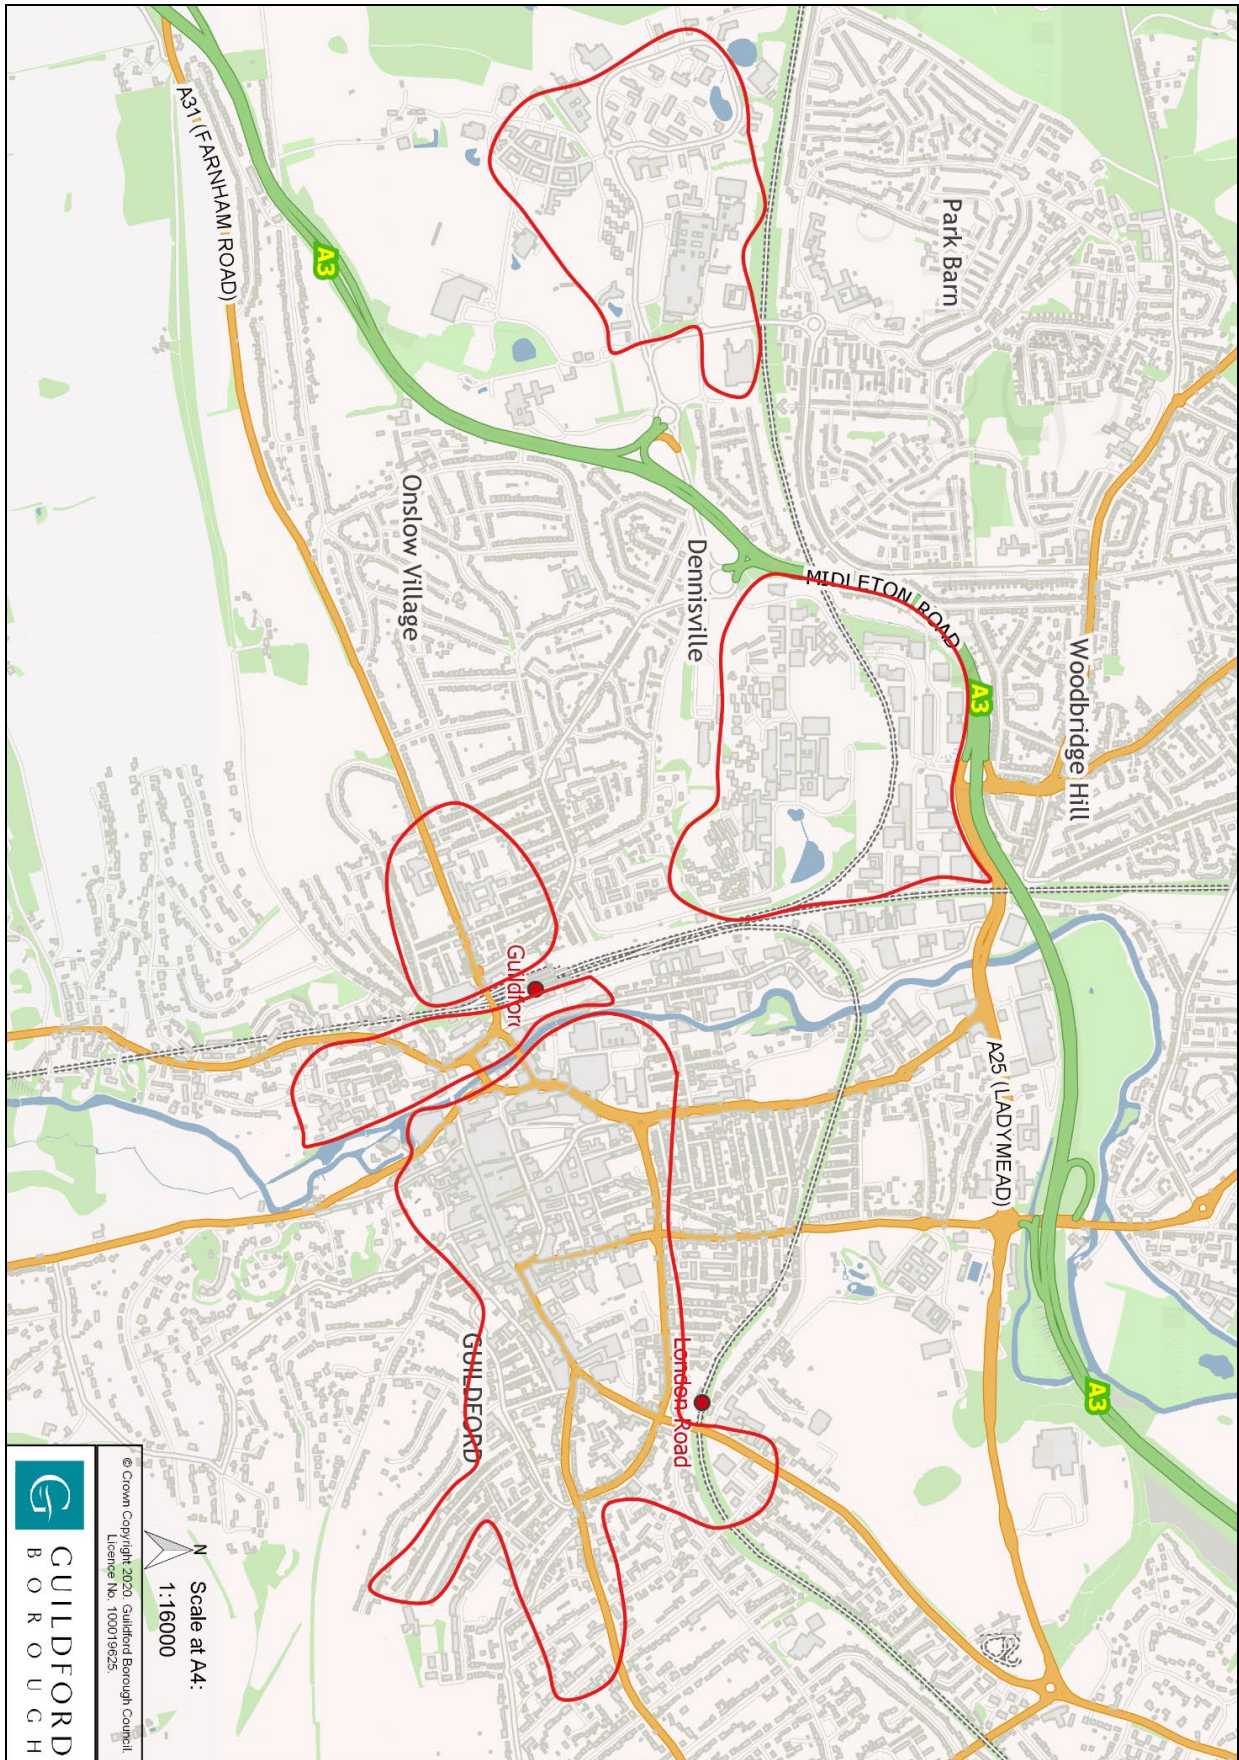 A31 (FARNHAM ROAD)
A3
Park Barn
Onslow Village
Dennisville
MIDLETON ROAD
A3
Woodbridge Hill
Guildford
A25 (LADYMEAD)
London Road
GUILDFORD
A3
N
Scale at A4:
1:16000
© Crown Copyright 2020. Guildford Borough Council.
Licence No. 100019625.
G
GUILDFORD
BOROUGH